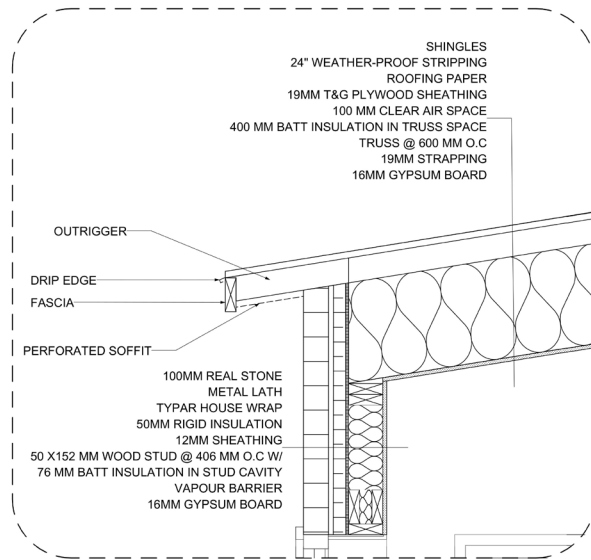 SHINGLES
24" WEATHER-PROOF STRIPPING
ROOFING PAPER
19MM T&G PLYWOOD SHEATHING
100 MM CLEAR AIR SPACE
400 MM BATT INSULATION IN TRUSS SPACE
TRUSS @ 600 MM O.C
19MM STRAPPING
16MM GYPSUM BOARD
OUTRIGGER
DRIP EDGE
FASCIA
PERFORATED SOFFIT
100MM REAL STONE
METAL LATH
TYPAR HOUSE WRAP
50MM RIGID INSULATION
12MM SHEATHING
50 X152 MM WOOD STUD @ 406 MM O.C W/
76 MM BATT INSULATION IN STUD CAVITY
VAPOUR BARRIER
16MM GYPSUM BOARD